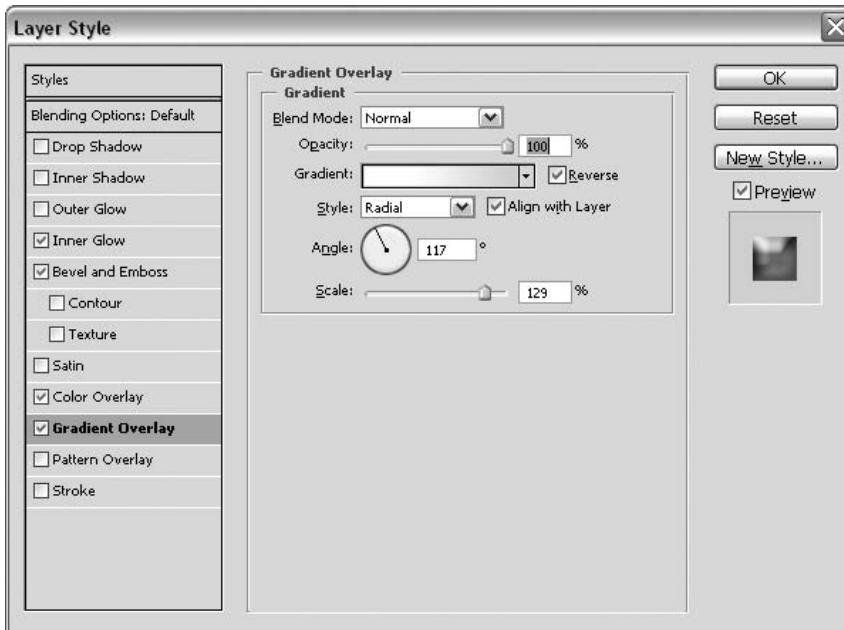 Layer Style
Styles
Blending Options: Default
Drop Shadow
Inner Shadow
Outer Glow
Inner Glow
Bevel and Emboss
Contour
Texture
Satin
Color Overlay
Gradient Overlay
Pattern Overlay
Stroke
Gradient Overlay
Gradient
Blend Mode: Normal
Opacity: 100 %
Gradient: Reverse
Style: Radial Align with Layer
Angle: 117 °
Scale: 129 %
OK
Reset
New Style...
Preview